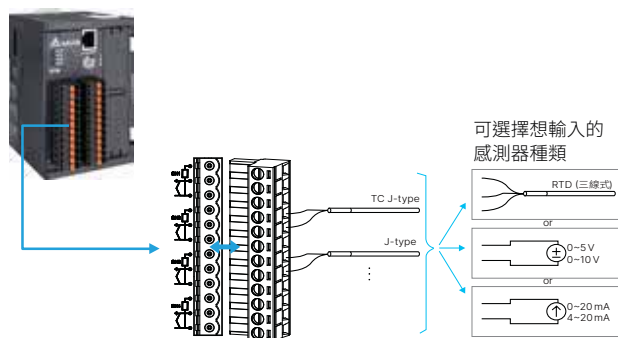 可選擇想輸入的
感測器種類
TC J-type
RTD (三線式)
or
J-type
0~5 V
0~10 V
or
0~20 mA
4~20 mA